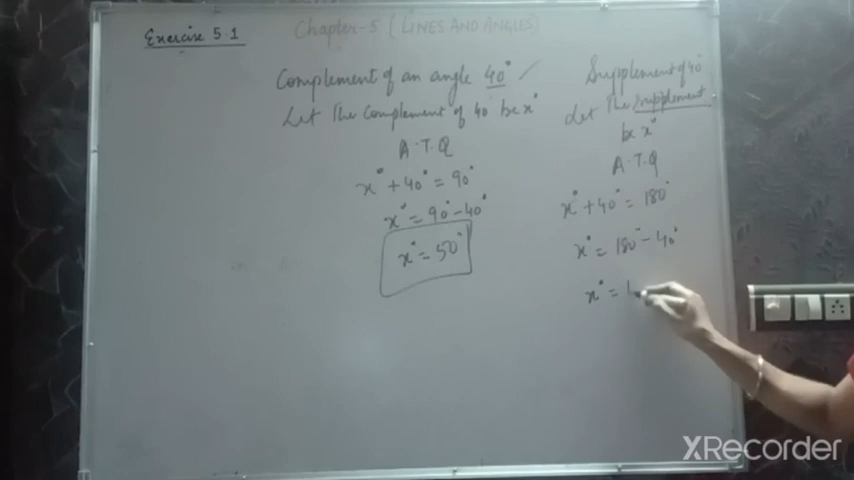 Exercise 5.1
Chapter-5 (LINES AND ANGLES)
Complement of an angle 40°
Let The Complement of 40° be x°
A.T.Q
x° + 40° = 90°
x° = 90° - 40°
x° = 50°
Supplement of 40°
Let The Supplement
be x°
A.T.Q
x° + 40° = 180°
x° = 180° - 40°
x° = 1
XRecorder